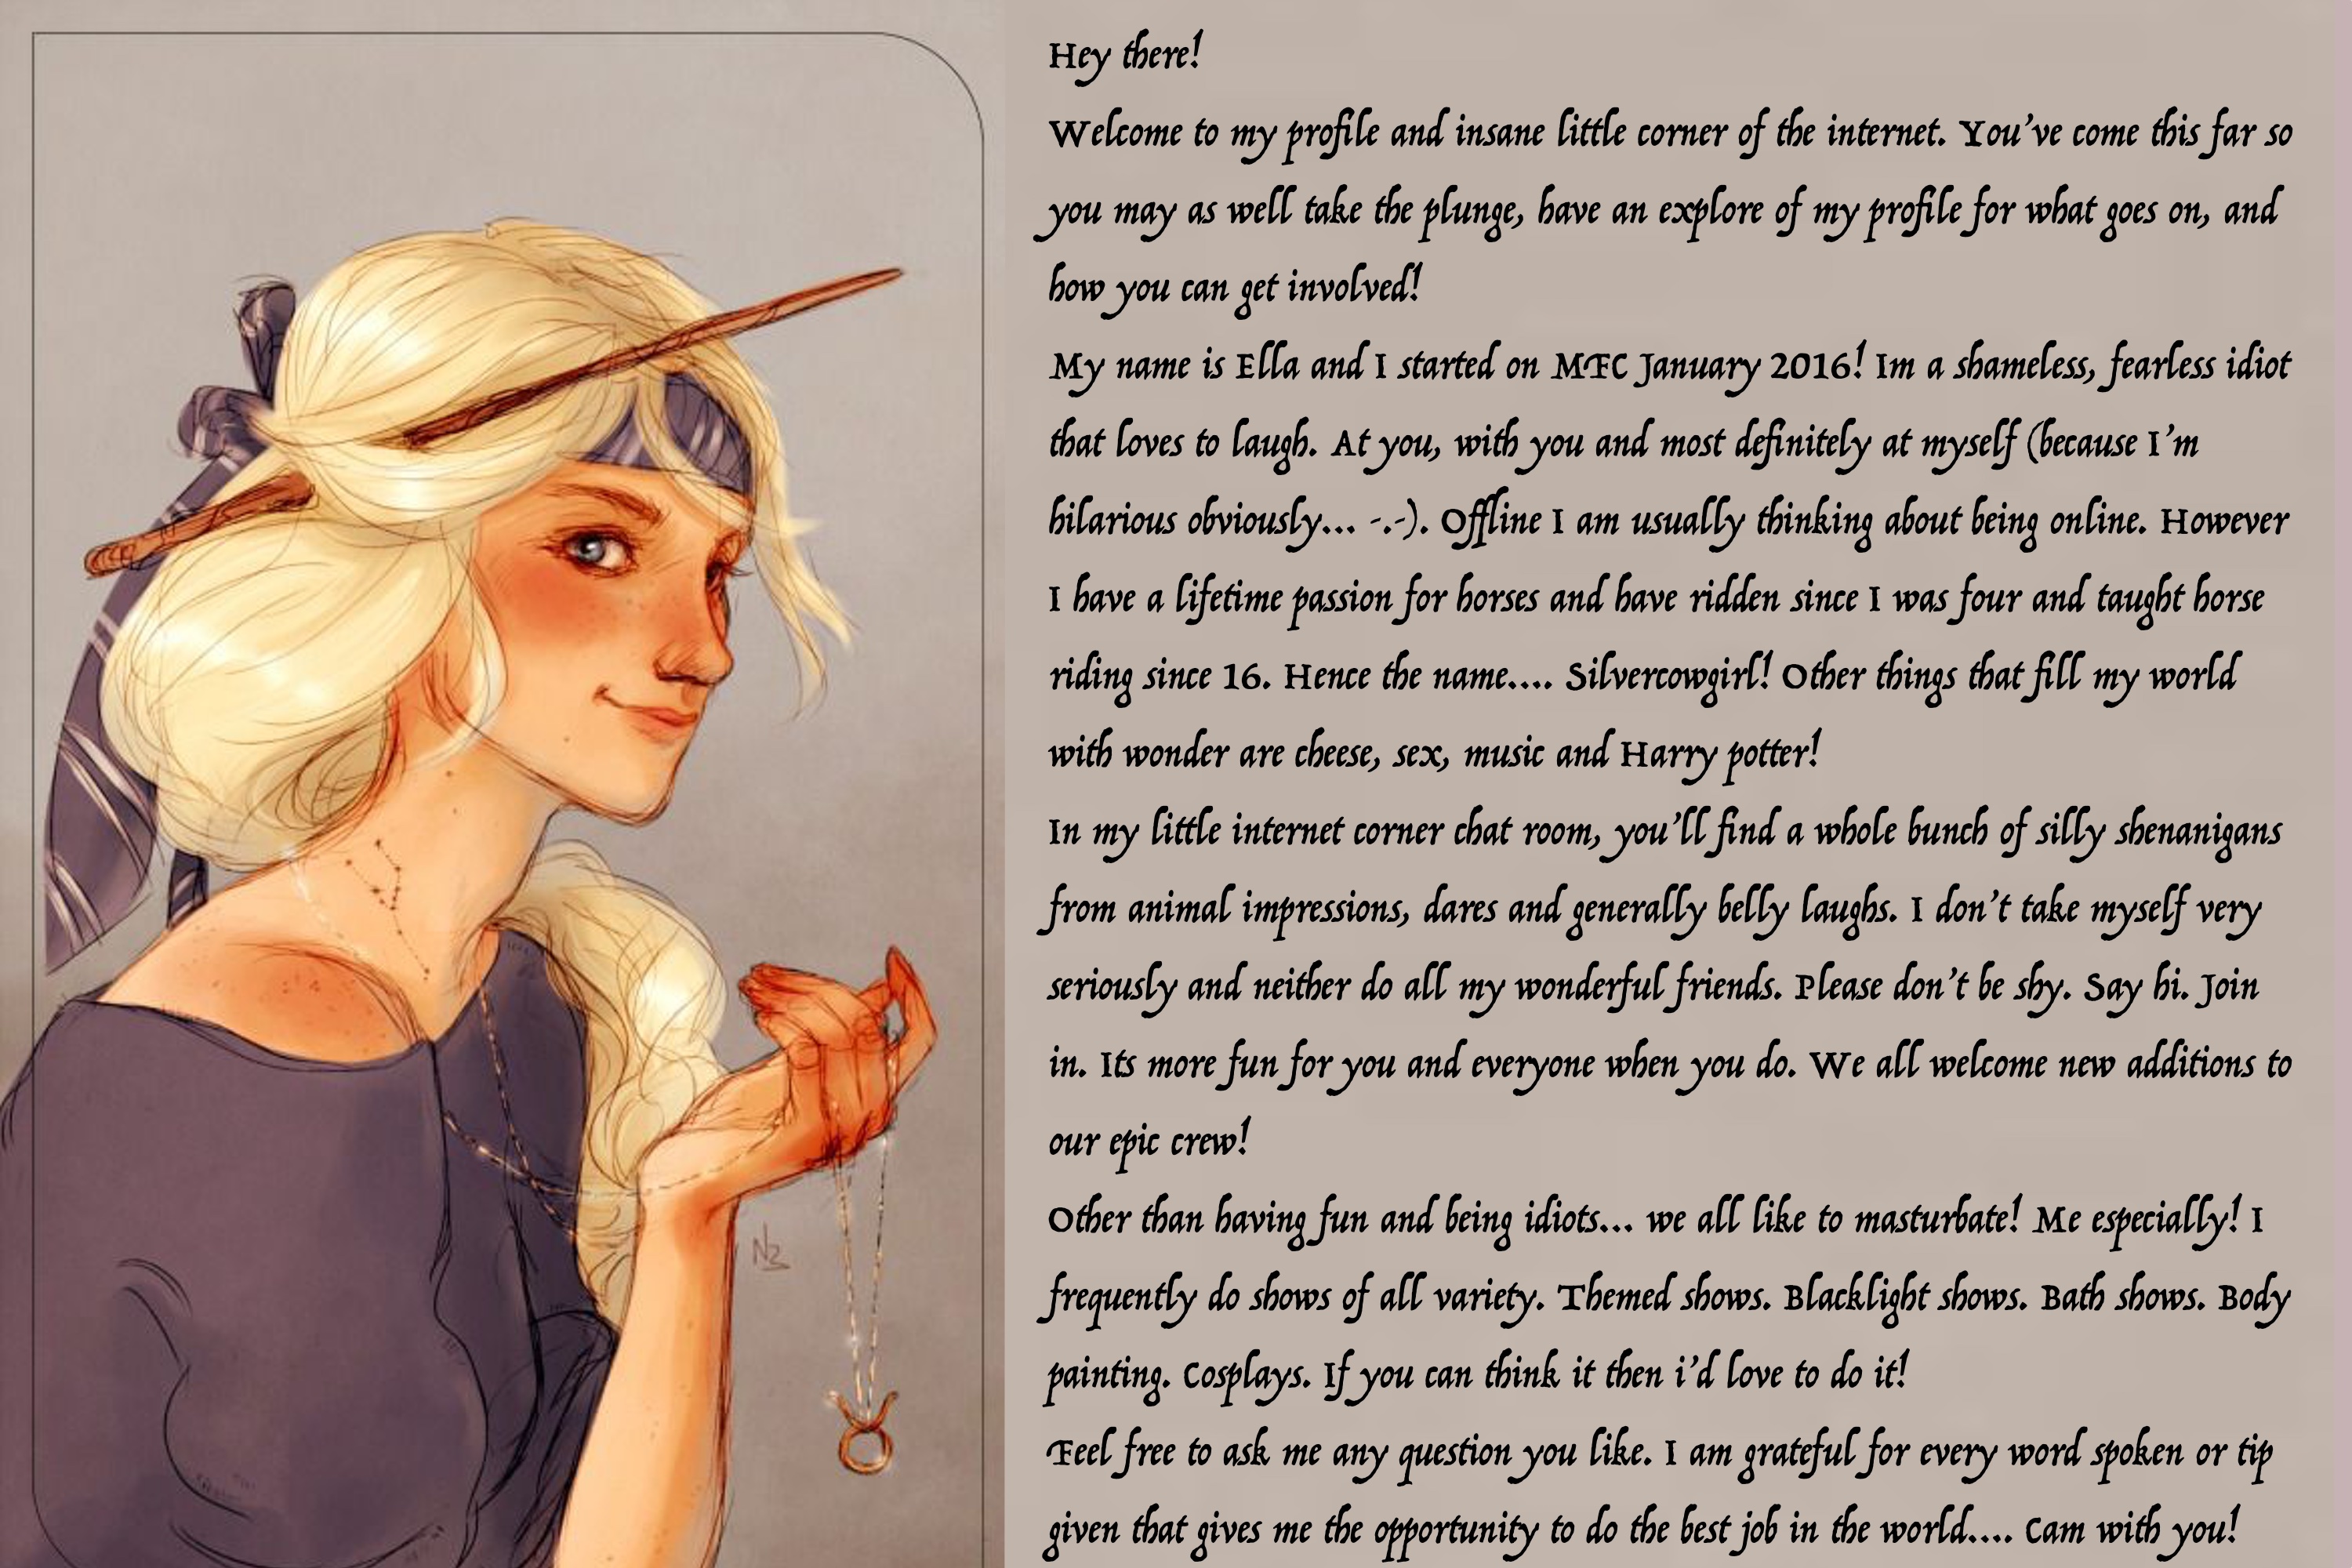 Hey there!
Welcome to my profile and insane little corner of the internet. You've come this far so
you may as well take the plunge, have an explore of my profile for what goes on, and
how you can get involved!
My name is Ella and I started on MFC January 2016! Im a shameless, fearless idiot
that loves to laugh. At you, with you and most definitely at myself (because I'm
hilarious obviously... -.-). Offline I am usually thinking about being online. However
I have a lifetime passion for horses and have ridden since I was four and taught horse
riding since 16. Hence the name.... Silvercowgirl! Other things that fill my world
with wonder are cheese, sex, music and Harry potter!
In my little internet corner chat room, you'll find a whole bunch of silly shenanigans
from animal impressions, dares and generally belly laughs. I don't take myself very
seriously and neither do all my wonderful friends. Please don't be shy. Say hi. Join
in. Its more fun for you and everyone when you do. We all welcome new additions to
our epic crew!
Other than having fun and being idiots... we all like to masturbate! Me especially! I
frequently do shows of all variety. Themed shows. Blacklight shows. Bath shows. Body
painting. Cosplays. If you can think it then i'd love to do it!
Feel free to ask me any question you like. I am grateful for every word spoken or tip
given that gives me the opportunity to do the best job in the world.... Cam with you!